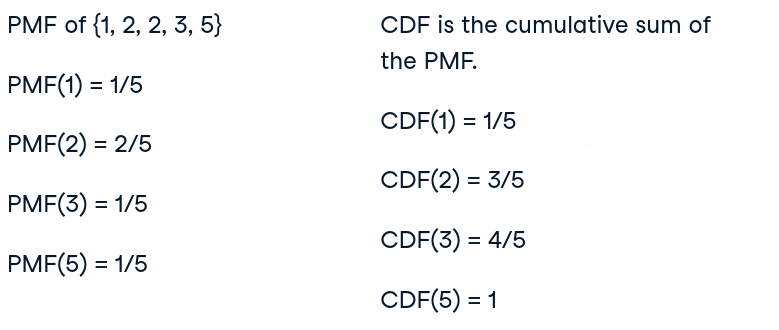 PMF of {1, 2, 2, 3, 5}
PMF(1) = 1/5
PMF(2) = 2/5
PMF(3) = 1/5
PMF(5) = 1/5
CDF is the cumulative sum of
the PMF.
CDF(1) = 1/5
CDF(2) = 3/5
CDF(3) = 4/5
CDF(5) = 1